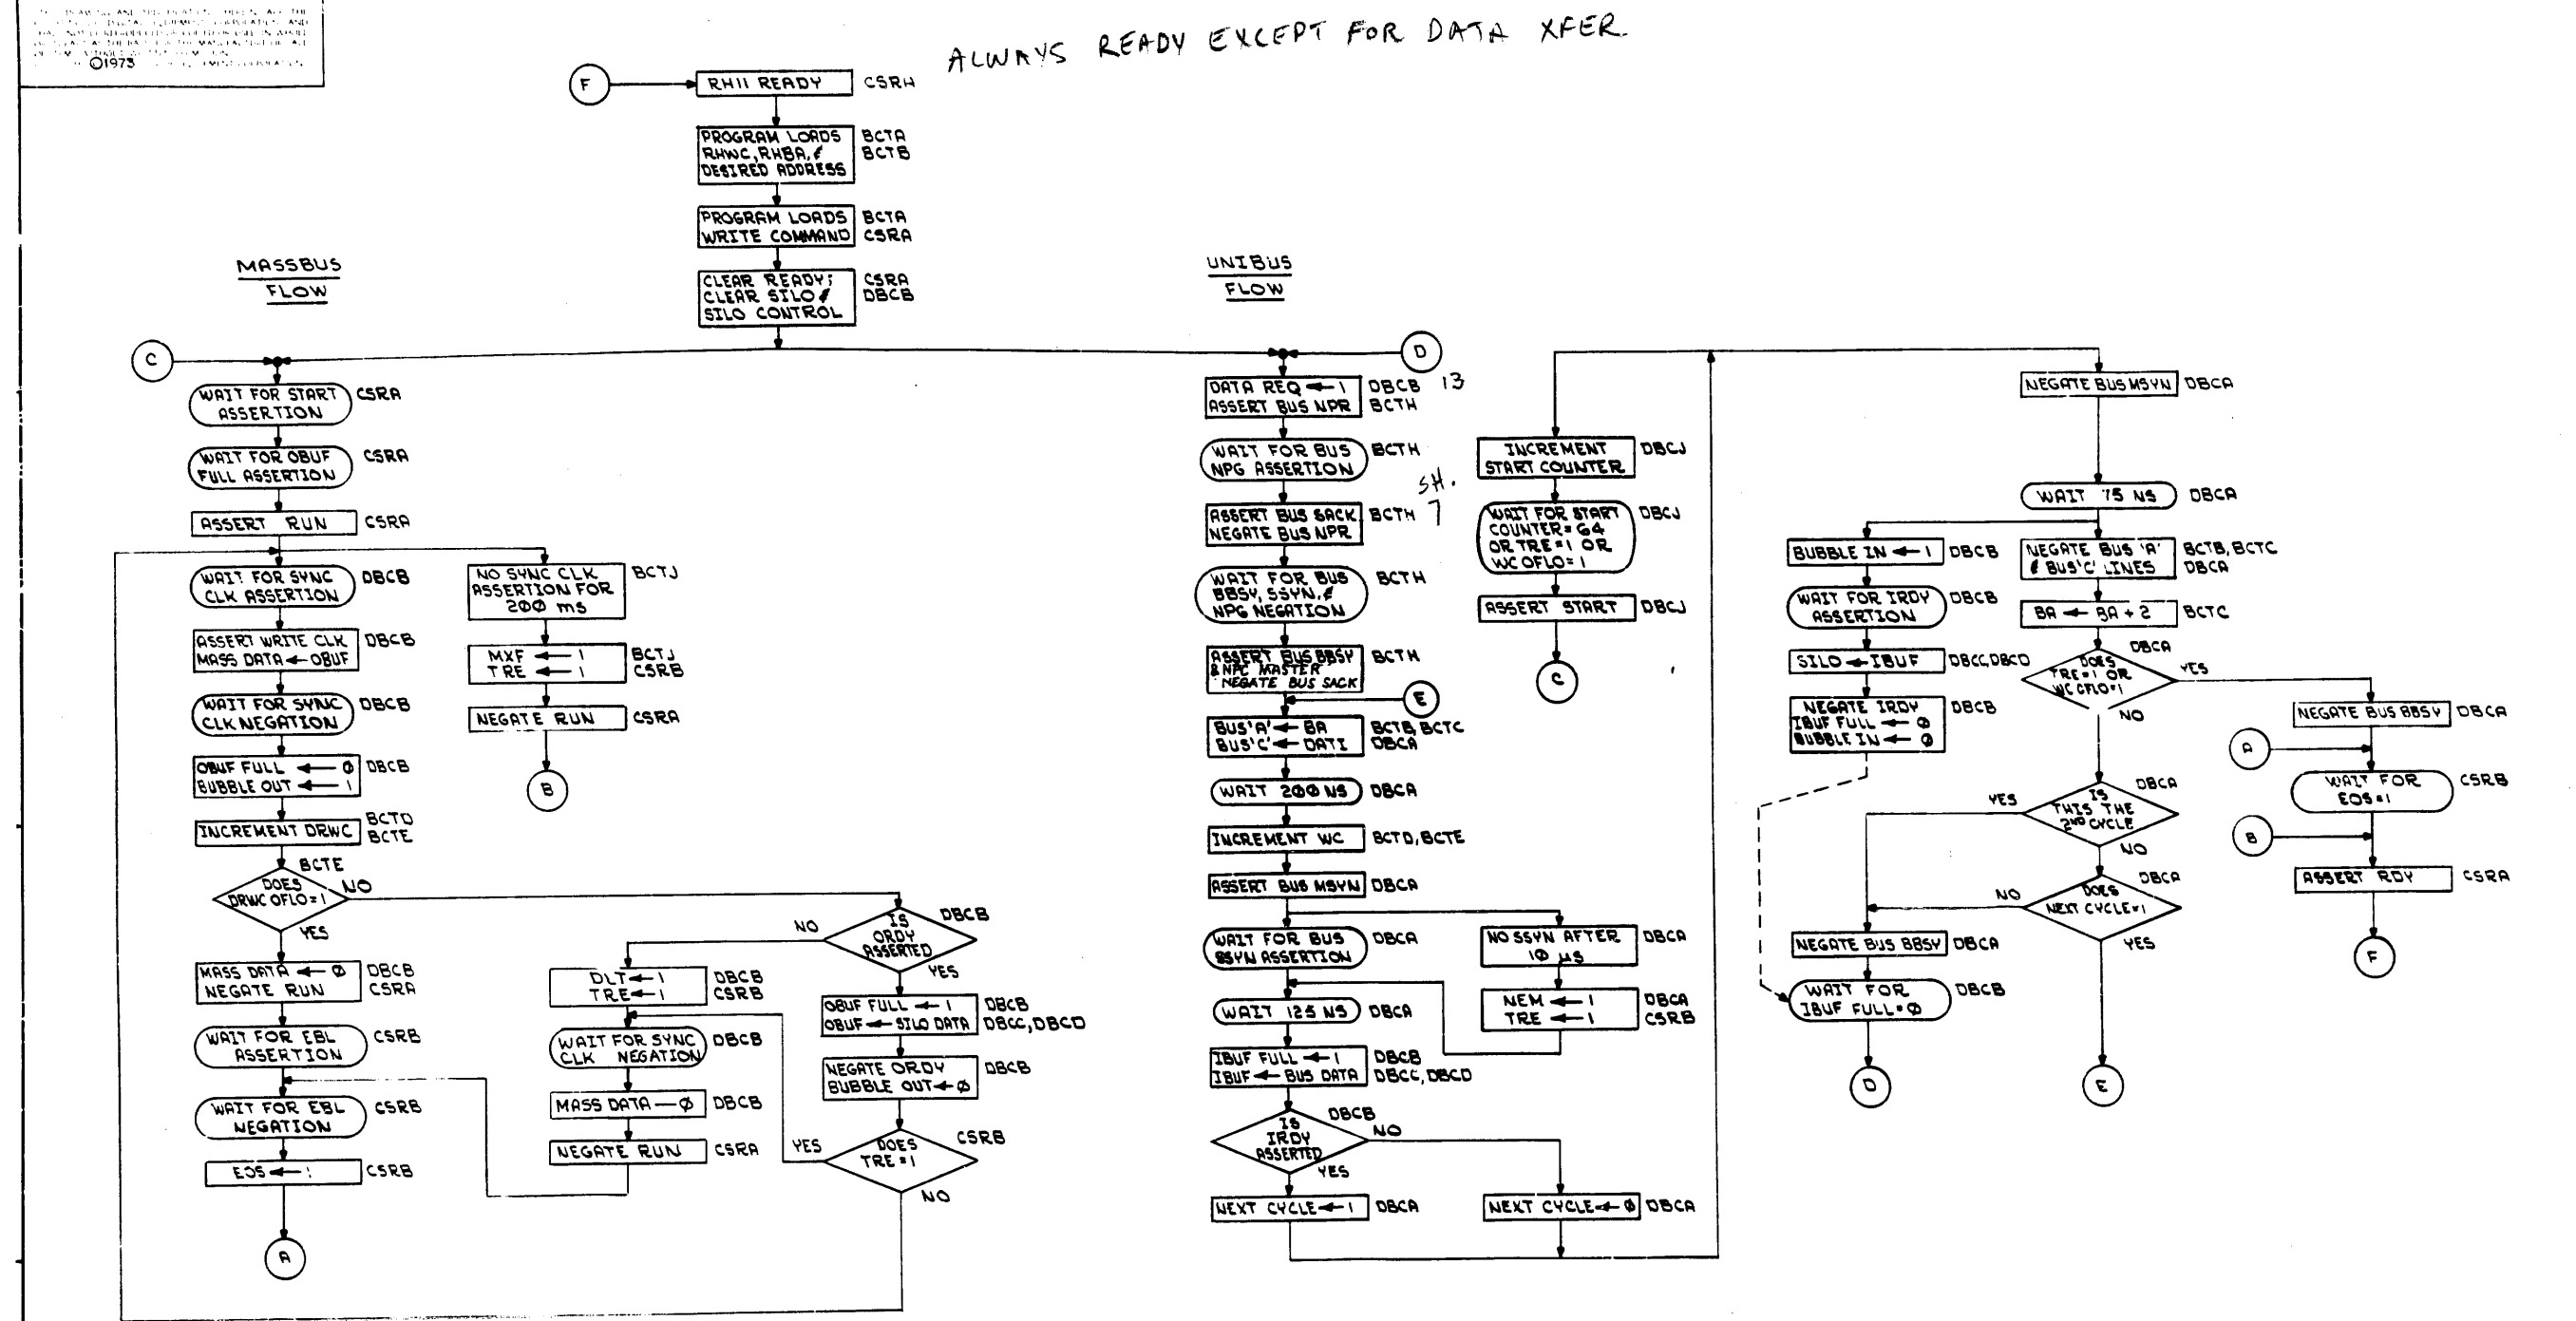 ©1973
ALWAYS READY EXCEPT FOR DATA XFER
F
RH11 READY CSRH
PROGRAM LOADS BCTA
RHWC, RHBA, & BCTB
DESIRED ADDRESS
PROGRAM LOADS BCTA
WRITE COMMAND CSRA
CLEAR READY; CSRA
CLEAR SILO & DBCB
SILO CONTROL
MASSBUS
FLOW
C
WAIT FOR START CSRA
ASSERTION
WAIT FOR OBUF CSRA
FULL ASSERTION
ASSERT RUN CSRA
WAIT FOR SYNC DBCB
CLK ASSERTION
ASSERT WRITE CLK DBCB
MASS DATA ← OBUF
WAIT FOR SYNC DBCB
CLK NEGATION
OBUF FULL ← 0 DBCB
BUBBLE OUT ← 1
INCREMENT DRWC BCTD
BCTE
BCTE
DOES
DRWC OFLO=1
NO
YES
MASS DATA ← 0 DBCB
NEGATE RUN CSRA
WAIT FOR EBL CSRB
ASSERTION
WAIT FOR EBL CSRB
NEGATION
EOS ← 1 CSRB
A
NO SYNC CLK BCTJ
ASSERTION FOR
200 ms
MXF ← 1 BCTJ
TRE ← 1 CSRB
NEGATE RUN CSRA
B
IS
ORDY
ASSERTED
DBCB
NO
YES
DLT ← 1 DBCB
TRE ← 1 CSRB
WAIT FOR SYNC DBCB
CLK NEGATION
MASS DATA — 0 DBCB
NEGATE RUN CSRA
OBUF FULL ← 1 DBCB
OBUF ← SILO DATA DBCC, DBCD
NEGATE ORDY DBCB
BUBBLE OUT ← 0
CSRB
DOES
TRE=1
YES
NO
UNIBUS
FLOW
D
DATA REQ ← 1 DBCB 13
ASSERT BUS NPR BCTH
WAIT FOR BUS BCTH
NPG ASSERTION
ASSERT BUS SACK BCTH
NEGATE BUS NPR
SH.
7
WAIT FOR BUS BCTH
BBSY, SSYN, &
NPG NEGATION
ASSERT BUS BBSY BCTH
& NPC MASTER
NEGATE BUS SACK
E
BUS 'A' ← BA BCTB, BCTC
BUS 'C' ← DATI DBCA
WAIT 200 NS DBCA
INCREMENT WC BCTD, BCTE
ASSERT BUS MSYN DBCA
WAIT FOR BUS DBCA
SSYN ASSERTION
WAIT 125 NS DBCA
IBUF FULL ← 1 DBCB
IBUF ← BUS DATA DBCC, DBCD
DBCB
IS
IRDY
ASSERTED
NO
YES
NEXT CYCLE ← 1 DBCA
NO SSYN AFTER DBCA
10 µS
NEM ← 1 DBCA
TRE ← 1 CSRB
NEXT CYCLE ← 0 DBCA
INCREMENT DBCJ
START COUNTER
WAIT FOR START DBCJ
COUNTER = 64
OR TRE=1 OR
WC OFLO=1
ASSERT START DBCJ
C
NEGATE BUS MSYN DBCA
WAIT 75 NS DBCA
BUBBLE IN ← 1 DBCB
WAIT FOR IRDY DBCB
ASSERTION
SILO ← IBUF DBCC, DBCD
NEGATE IRDY DBCB
IBUF FULL ← 0
BUBBLE IN ← 0
NEGATE BUS 'A' BCTB, BCTC
& BUS 'C' LINES DBCA
BA ← BA + 2 BCTC
DBCA
DOES
TRE=1 OR
WC OFLO=1
YES
NO
DBCA
IS
THIS THE
2ND CYCLE
YES
NO
DBCA
DOES
NEXT CYCLE=1
NO
YES
NEGATE BUS BBSY DBCA
WAIT FOR DBCB
IBUF FULL=0
D
E
NEGATE BUS BBSY DBCA
A
WAIT FOR CSRB
EOS=1
B
ASSERT RDY CSRA
F